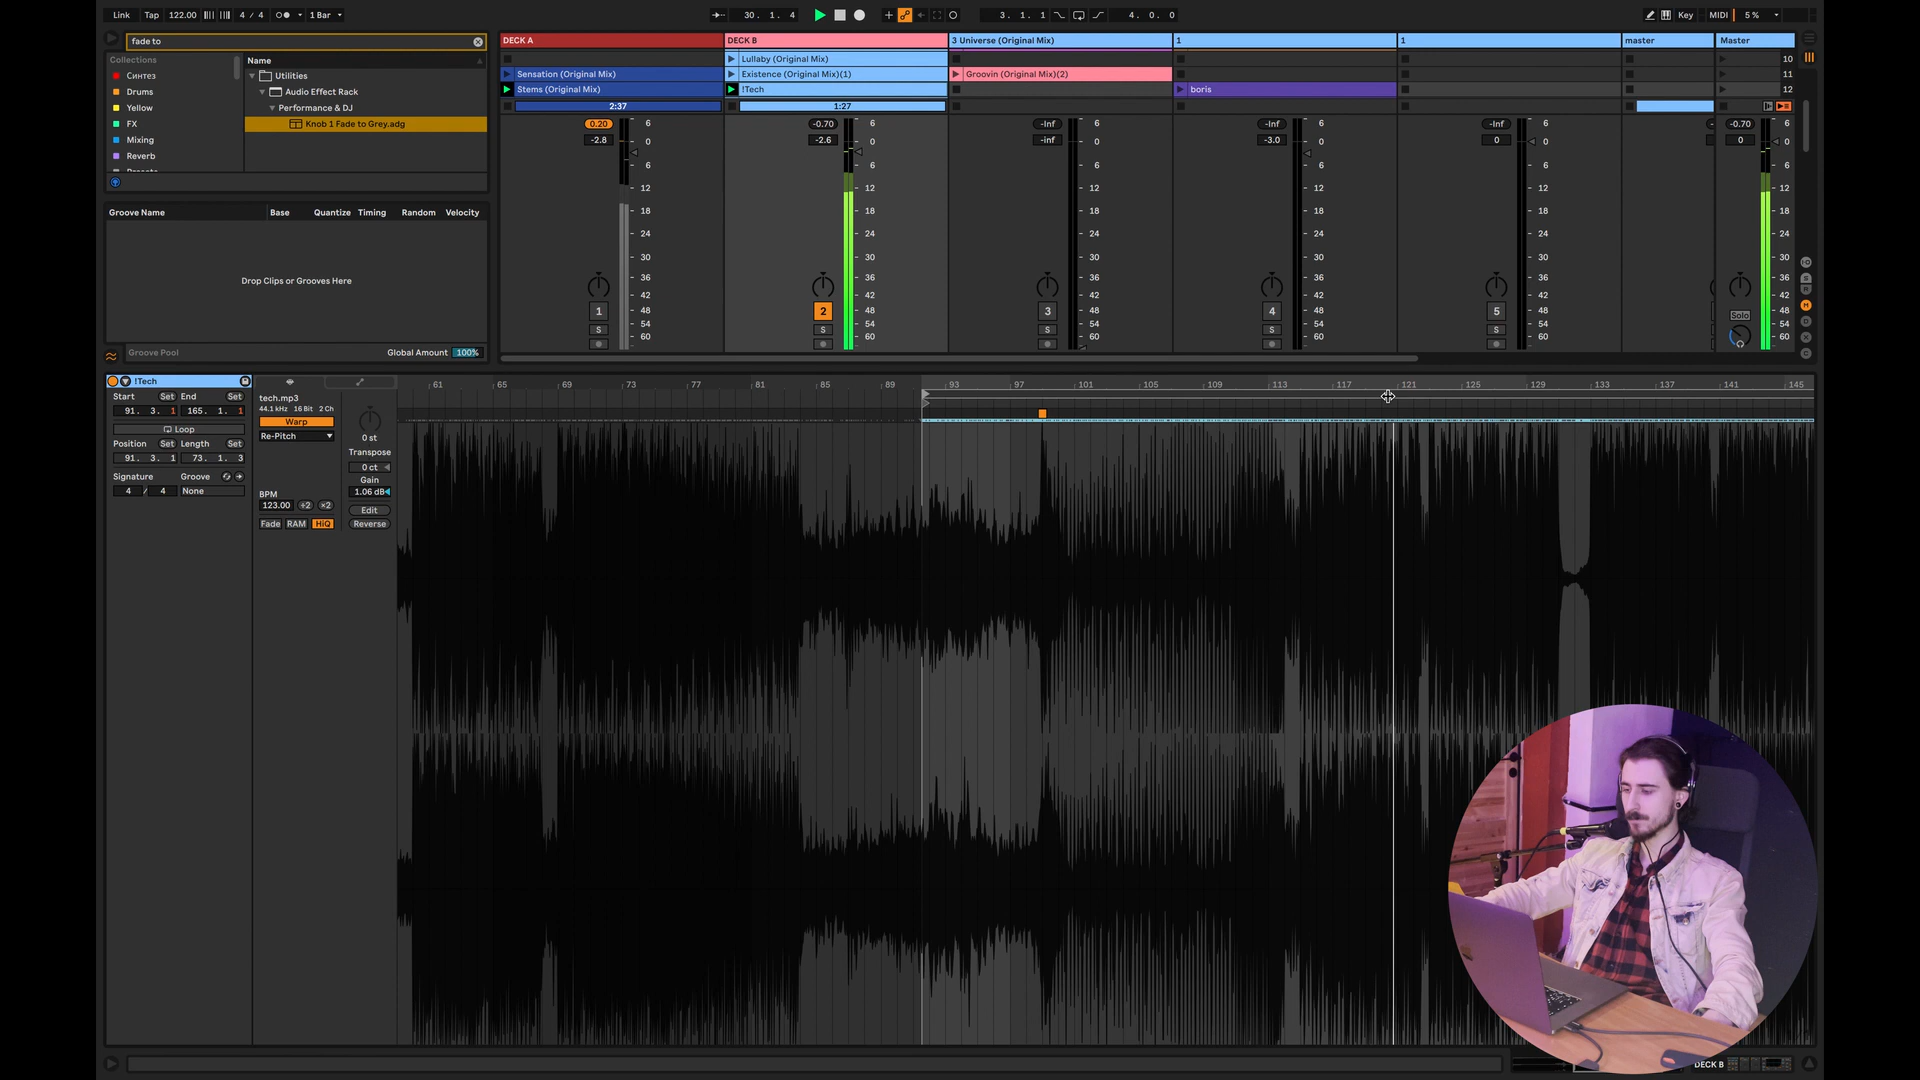 Link Tap 122.00 4 / 4 1 Bar 30. 1. 4 3. 1. 1 4. 0. 0 Key MIDI 5 %
fade to
Collections
Синтез
Drums
Yellow
FX
Mixing
Reverb
Name
Utilities
Audio Effect Rack
Performance & DJ
Knob 1 Fade to Grey.adg
Groove Name Base Quantize Timing Random Velocity
Drop Clips or Grooves Here
Groove Pool Global Amount 100%
DECK A DECK B 3 Universe (Original Mix) 1 1 master Master
Lullaby (Original Mix) 10
Sensation (Original Mix) Existence (Original Mix)(1) Groovin (Original Mix)(2) 11
Stems (Original Mix) !Tech boris 12
2:37 1:27
0.20 6 -0.70 6 -Inf 6 -Inf 6 -Inf 6 -0.70 6
-2.8 0 -2.6 0 -inf 0 -3.0 0 0 0 0 0
6 6 6 6 6 6
12 12 12 12 12 12
18 18 18 18 18 18
24 24 24 24 24 24
30 30 30 30 30 30
36 36 36 36 36 36
42 42 42 42 42 42
1 48 2 48 3 48 4 48 5 48 Solo 48
S 54 S 54 S 54 S 54 S 54 54
60 60 60 60 60 60
!Tech
Start Set End Set
91. 3. 1 165. 1. 1
Loop
Position Set Length Set
91. 3. 1 73. 1. 3
Signature Groove
4 / 4 None
tech.mp3
44.1 kHz 16 Bit 2 Ch
Warp
Re-Pitch
BPM
123.00 ÷2 ×2
Fade RAM HiQ
0 st
Transpose
0 ct
Gain
1.06 dB
Edit
Reverse
61 65 69 73 77 81 85 89 93 97 101 105 109 113 117 121 125 129 133 137 141 145
DECK B